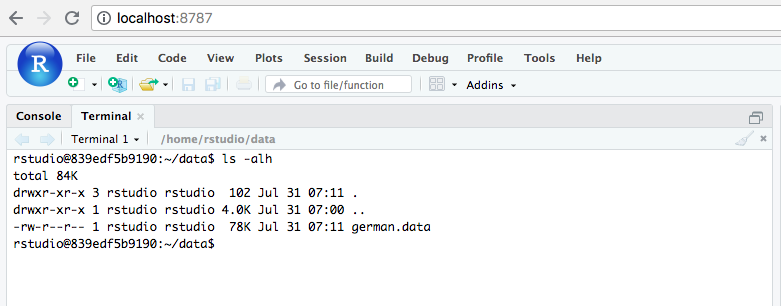 localhost:8787
R File Edit Code View Plots Session Build Debug Profile Tools Help
R Go to file/function Addins
Console Terminal
Terminal 1 /home/rstudio/data
rstudio@839edf5b9190:~/data$ ls -alh
total 84K
drwxr-xr-x 3 rstudio rstudio  102 Jul 31 07:11 .
drwxr-xr-x 1 rstudio rstudio 4.0K Jul 31 07:00 ..
-rw-r--r-- 1 rstudio rstudio  78K Jul 31 07:11 german.data
rstudio@839edf5b9190:~/data$